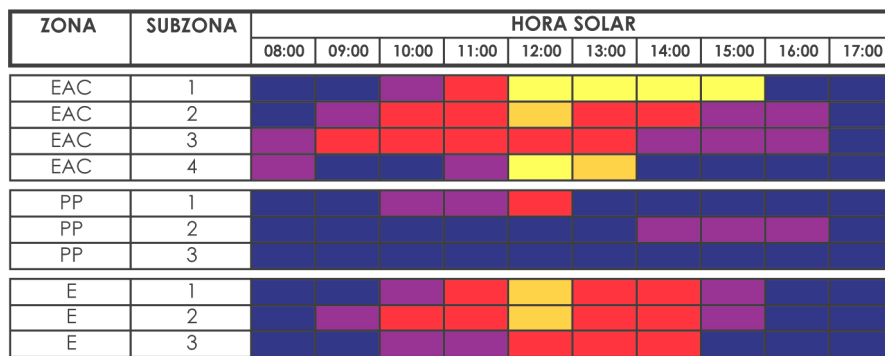 ZONA SUBZONA HORA SOLAR
08:00 09:00 10:00 11:00 12:00 13:00 14:00 15:00 16:00 17:00
EAC 1
EAC 2
EAC 3
EAC 4
PP 1
PP 2
PP 3
E 1
E 2
E 3